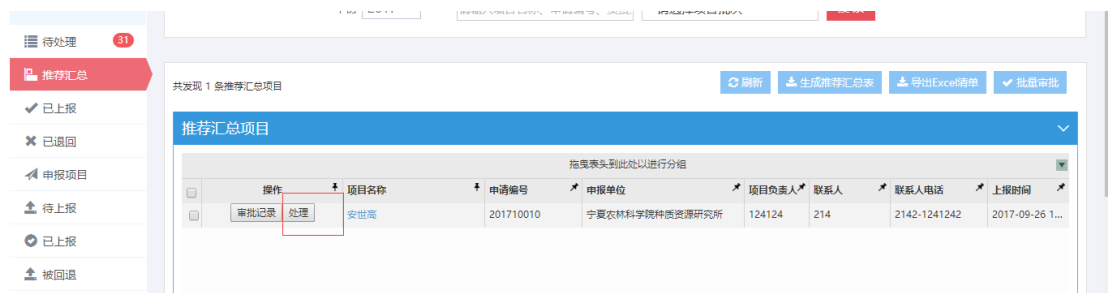 2017
待处理 31
推荐汇总
已上报
已退回
申报项目
待上报
已上报
被回退
共发现 1 条推荐汇总项目
刷新 生成推荐汇总表 导出Excel清单 批量审批
推荐汇总项目
拖曳表头到此处以进行分组
操作 项目名称 申请编号 申报单位 项目负责人 联系人 联系人电话 上报时间
审批记录 处理 安世高 201710010 宁夏农林科学院种质资源研究所 124124 214 2142-1241242 2017-09-26 1...